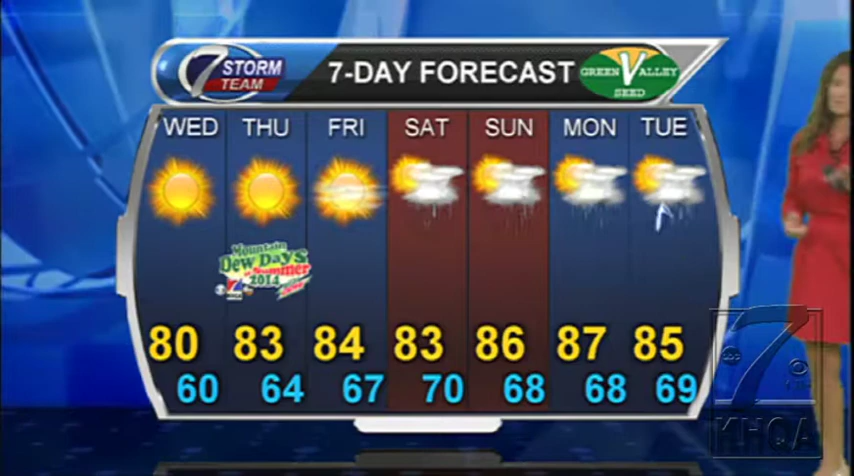 7 STORM TEAM
7-DAY FORECAST
GREEN VALLEY SEED
WED THU FRI SAT SUN MON TUE
Mountain
Dew Days
of Summer
2014
80 83 84 83 86 87 85
60 64 67 70 68 68 69
7
abc
KHQA